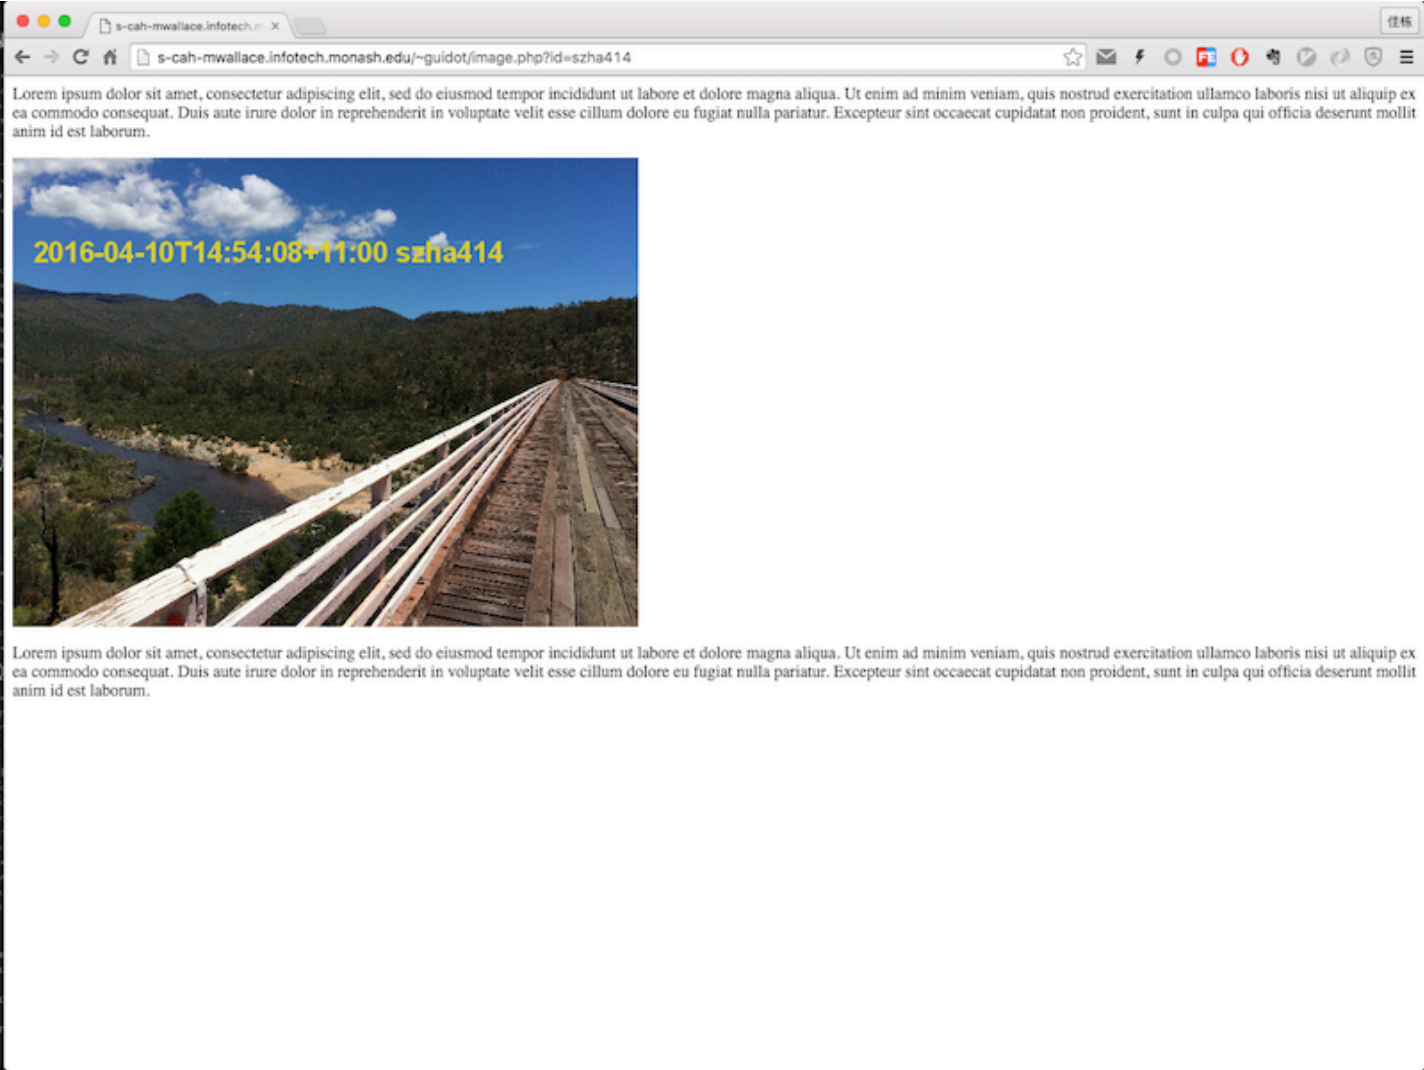 s-cah-mwallace.infotech.m
佳栋
s-cah-mwallace.infotech.monash.edu/~guidot/image.php?id=szha414
Lorem ipsum dolor sit amet, consectetur adipiscing elit, sed do eiusmod tempor incididunt ut labore et dolore magna aliqua. Ut enim ad minim veniam, quis nostrud exercitation ullamco laboris nisi ut aliquip ex
ea commodo consequat. Duis aute irure dolor in reprehenderit in voluptate velit esse cillum dolore eu fugiat nulla pariatur. Excepteur sint occaecat cupidatat non proident, sunt in culpa qui officia deserunt mollit
anim id est laborum.
2016-04-10T14:54:08+11:00 szha414
Lorem ipsum dolor sit amet, consectetur adipiscing elit, sed do eiusmod tempor incididunt ut labore et dolore magna aliqua. Ut enim ad minim veniam, quis nostrud exercitation ullamco laboris nisi ut aliquip ex
ea commodo consequat. Duis aute irure dolor in reprehenderit in voluptate velit esse cillum dolore eu fugiat nulla pariatur. Excepteur sint occaecat cupidatat non proident, sunt in culpa qui officia deserunt mollit
anim id est laborum.